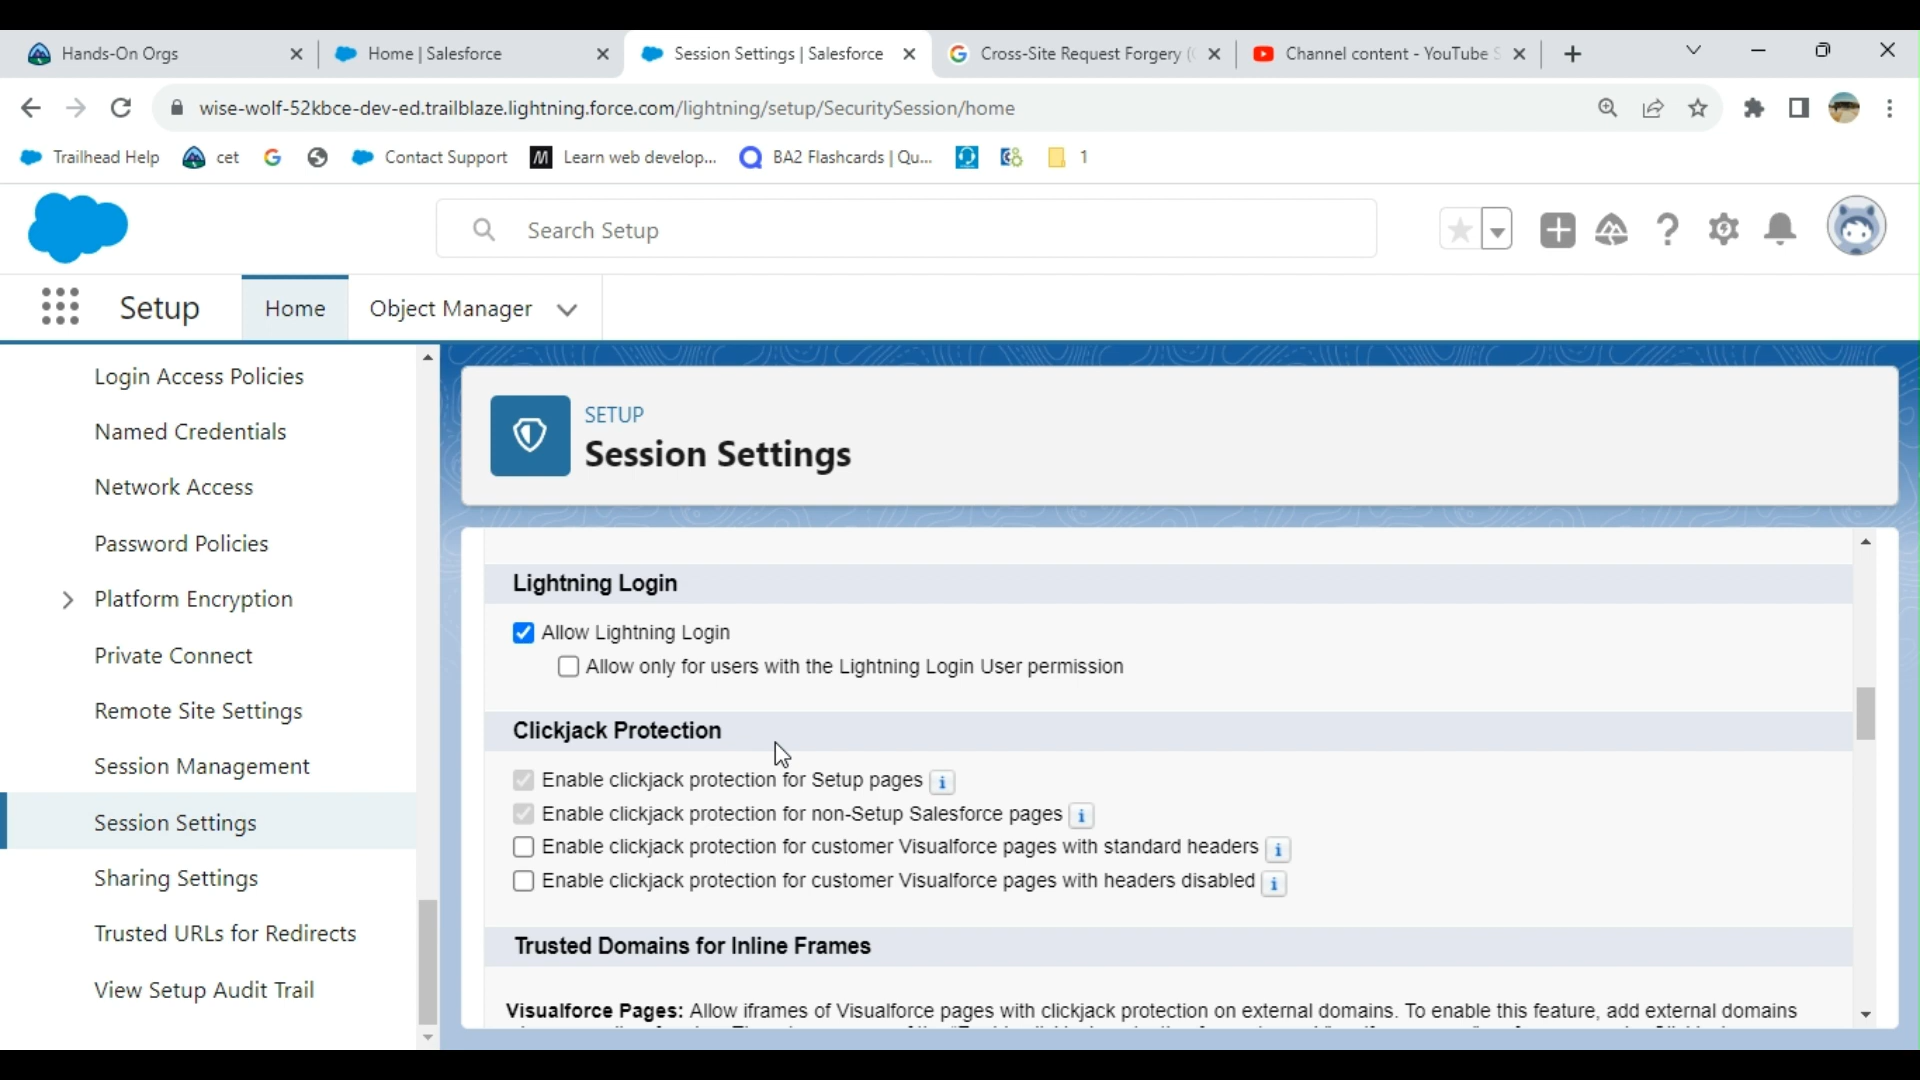 Hands-On Orgs
Home | Salesforce
Session Settings | Salesforce
Cross-Site Request Forgery (
Channel content - YouTube S
wise-wolf-52kbce-dev-ed.trailblaze.lightning.force.com/lightning/setup/SecuritySession/home
Trailhead Help
cet
Contact Support
Learn web develop...
BA2 Flashcards | Qu...
1
Search Setup
Setup
Home
Object Manager
Login Access Policies
Named Credentials
Network Access
Password Policies
Platform Encryption
Private Connect
Remote Site Settings
Session Management
Session Settings
Sharing Settings
Trusted URLs for Redirects
View Setup Audit Trail
SETUP
Session Settings
Lightning Login
Allow Lightning Login
Allow only for users with the Lightning Login User permission
Clickjack Protection
Enable clickjack protection for Setup pages
Enable clickjack protection for non-Setup Salesforce pages
Enable clickjack protection for customer Visualforce pages with standard headers
Enable clickjack protection for customer Visualforce pages with headers disabled
Trusted Domains for Inline Frames
Visualforce Pages: Allow iframes of Visualforce pages with clickjack protection on external domains. To enable this feature, add external domains